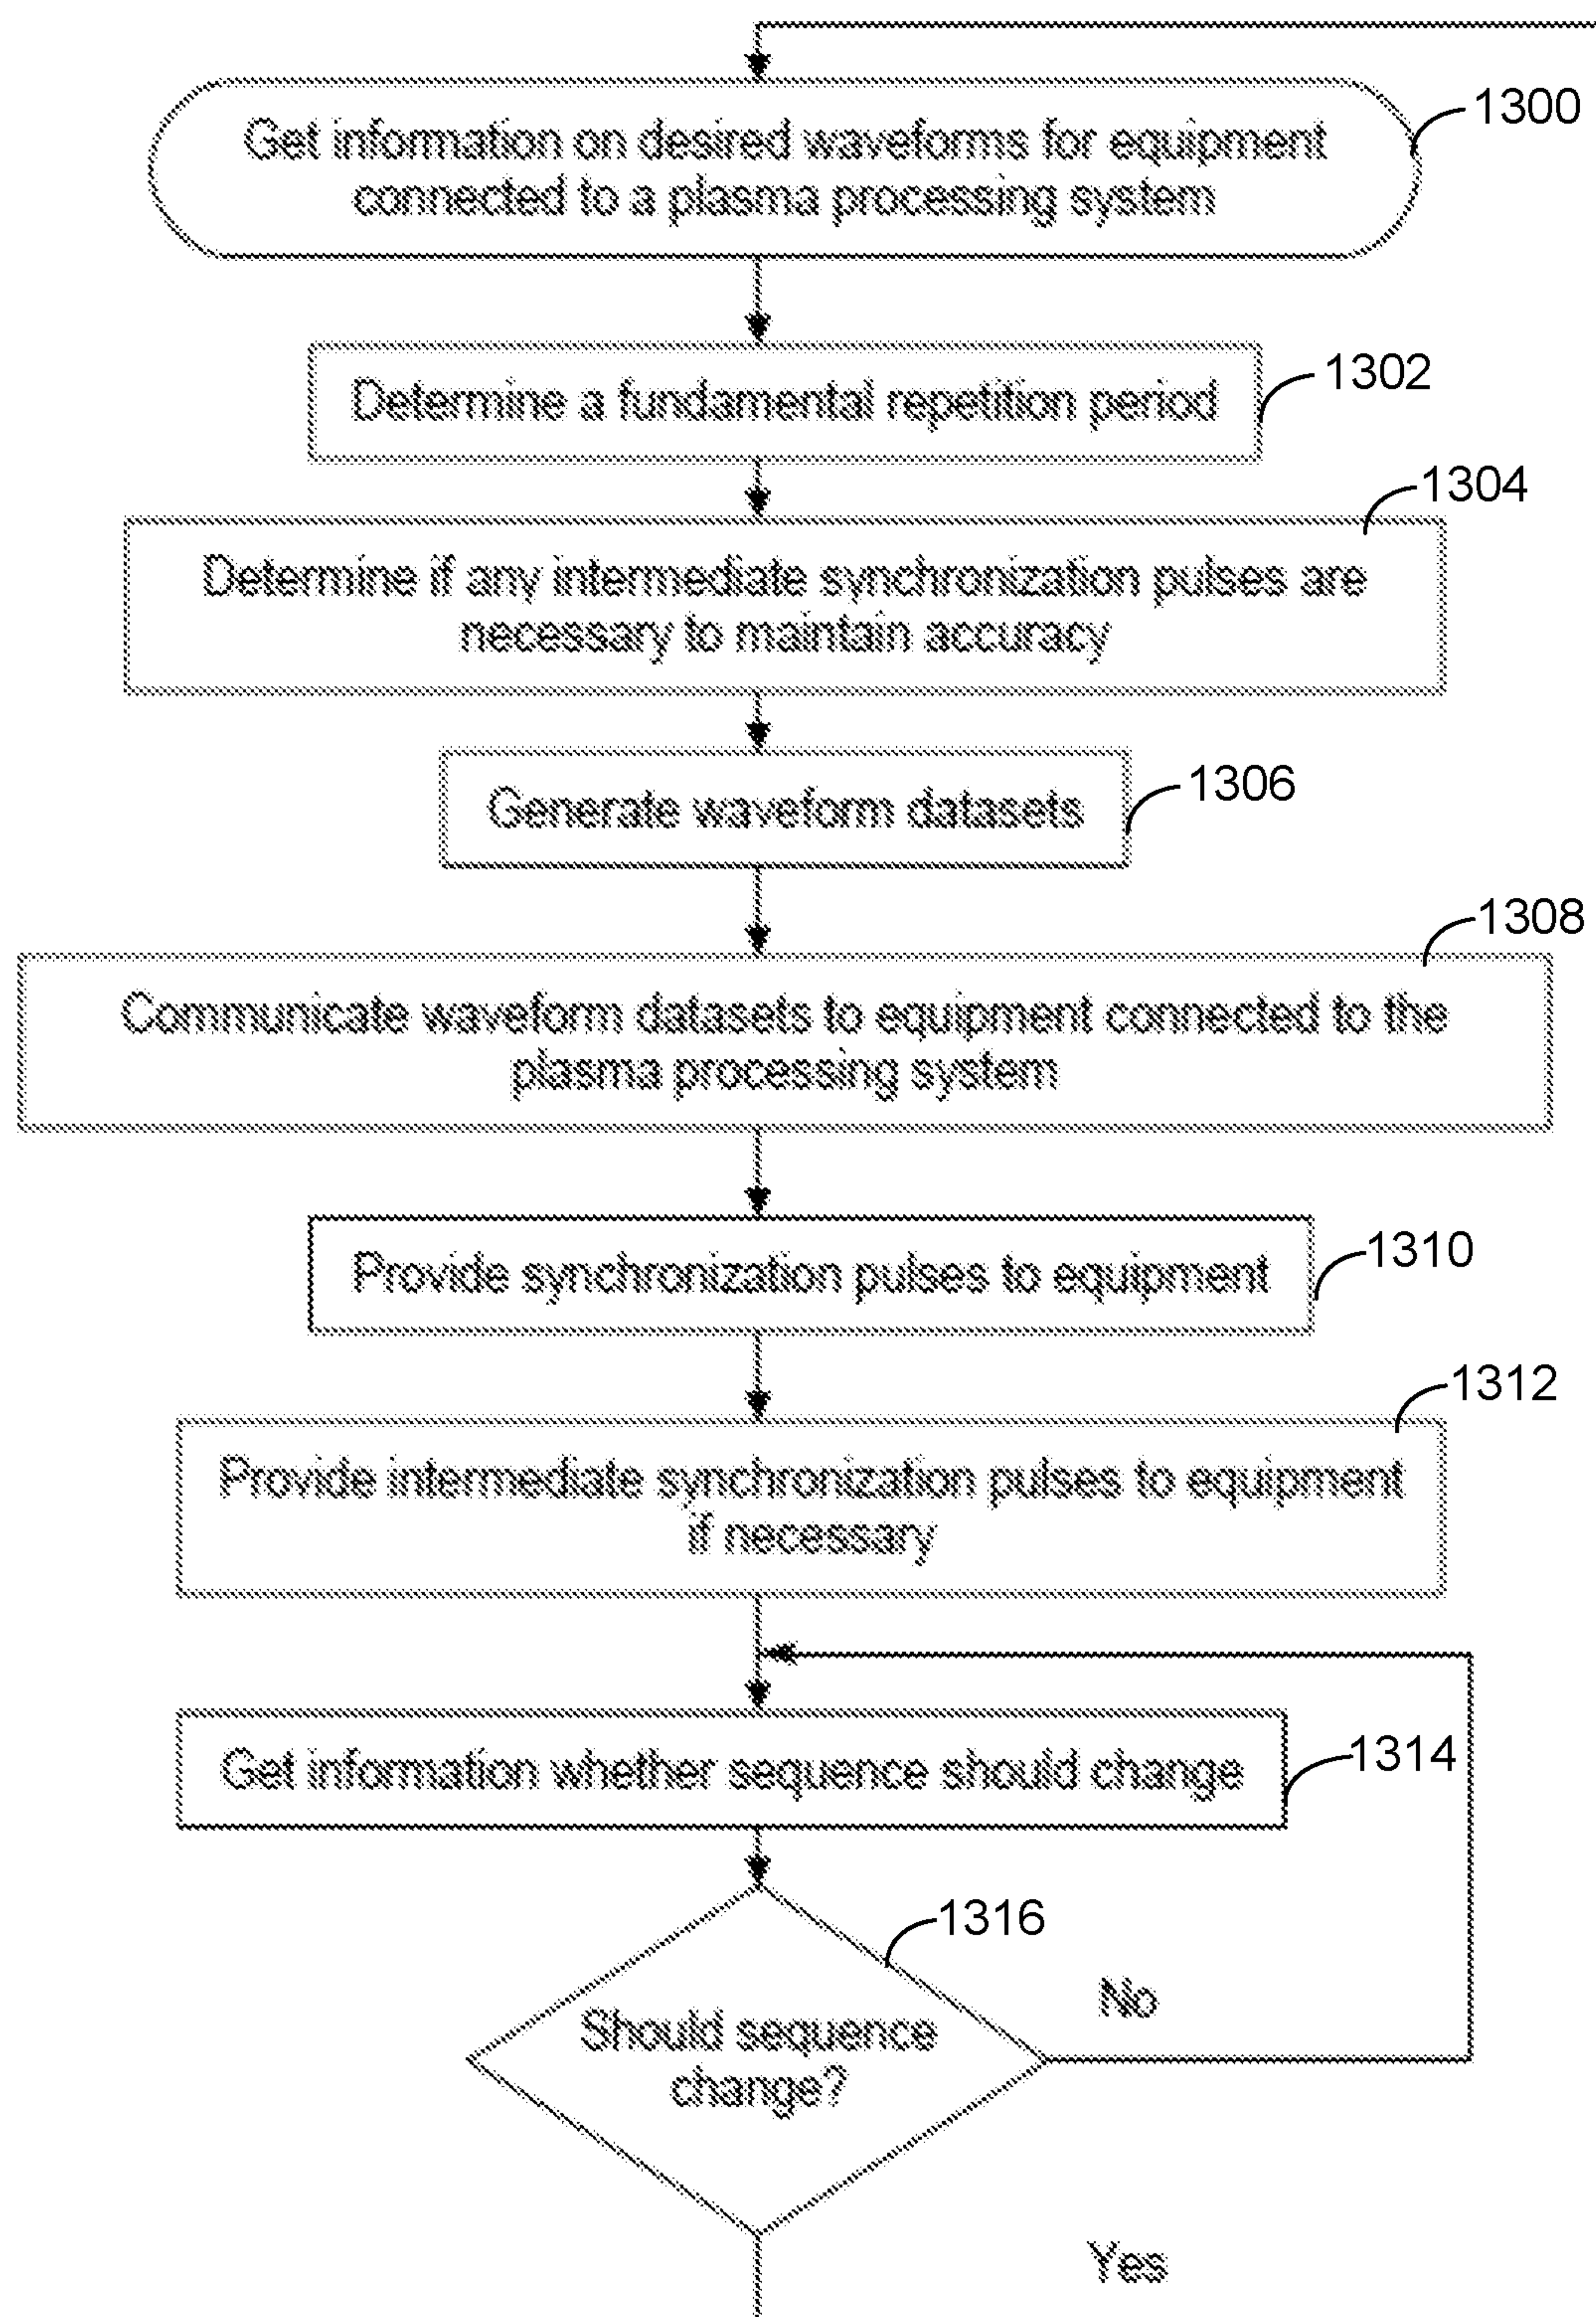 1300
Get information on desired waveforms for equipment
connected to a plasma processing system
1302
Determine a fundamental repetition period
1304
Determine if any intermediate synchronization pulses are
necessary to maintain accuracy
1306
Generate waveform datasets
1308
Communicate waveform datasets to equipment connected to the
plasma processing system
1310
Provide synchronization pulses to equipment
1312
Provide intermediate synchronization pulses to equipment
if necessary
1314
Get information whether sequence should change
1316
Should sequence
change?
No
Yes